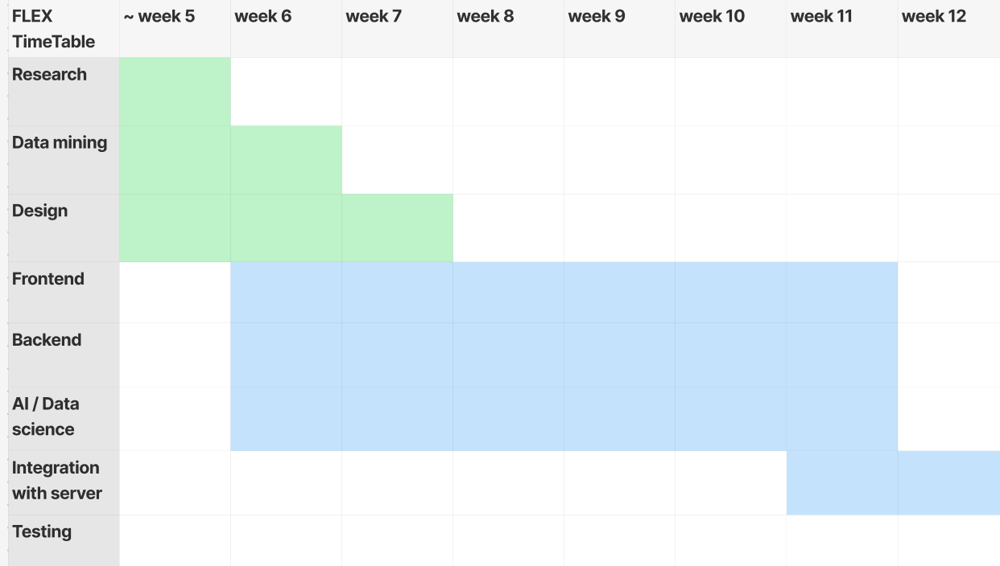 FLEX
TimeTable
~ week 5
week 6
week 7
week 8
week 9
week 10
week 11
week 12
Research
Data mining
Design
Frontend
Backend
AI / Data
science
Integration
with server
Testing